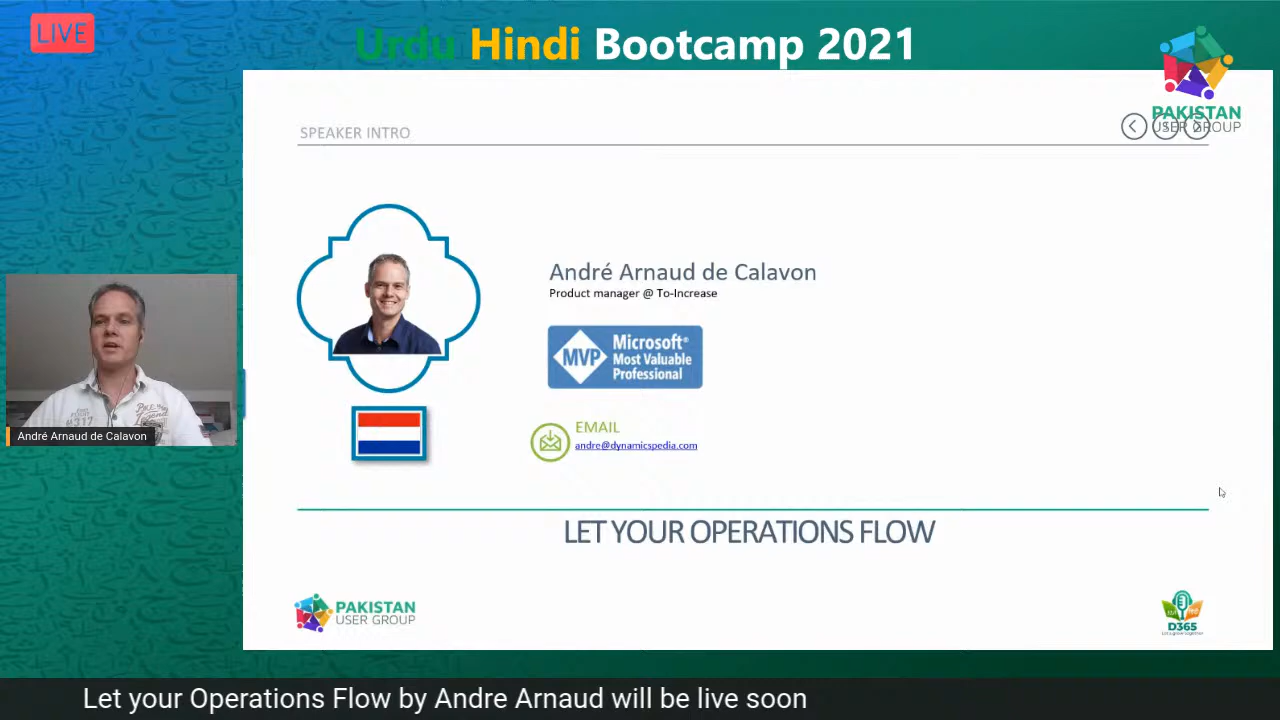 LIVE
Urdu Hindi Bootcamp 2021
PAKISTAN
USER GROUP
SPEAKER INTRO
André Arnaud de Calavon
Product manager @ To-Increase
MVP
Microsoft®
Most Valuable
Professional
EMAIL
andre@dynamicspedia.com
André Arnaud de Calavon
LET YOUR OPERATIONS FLOW
PAKISTAN
USER GROUP
D365
Let your Operations Flow by Andre Arnaud will be live soon